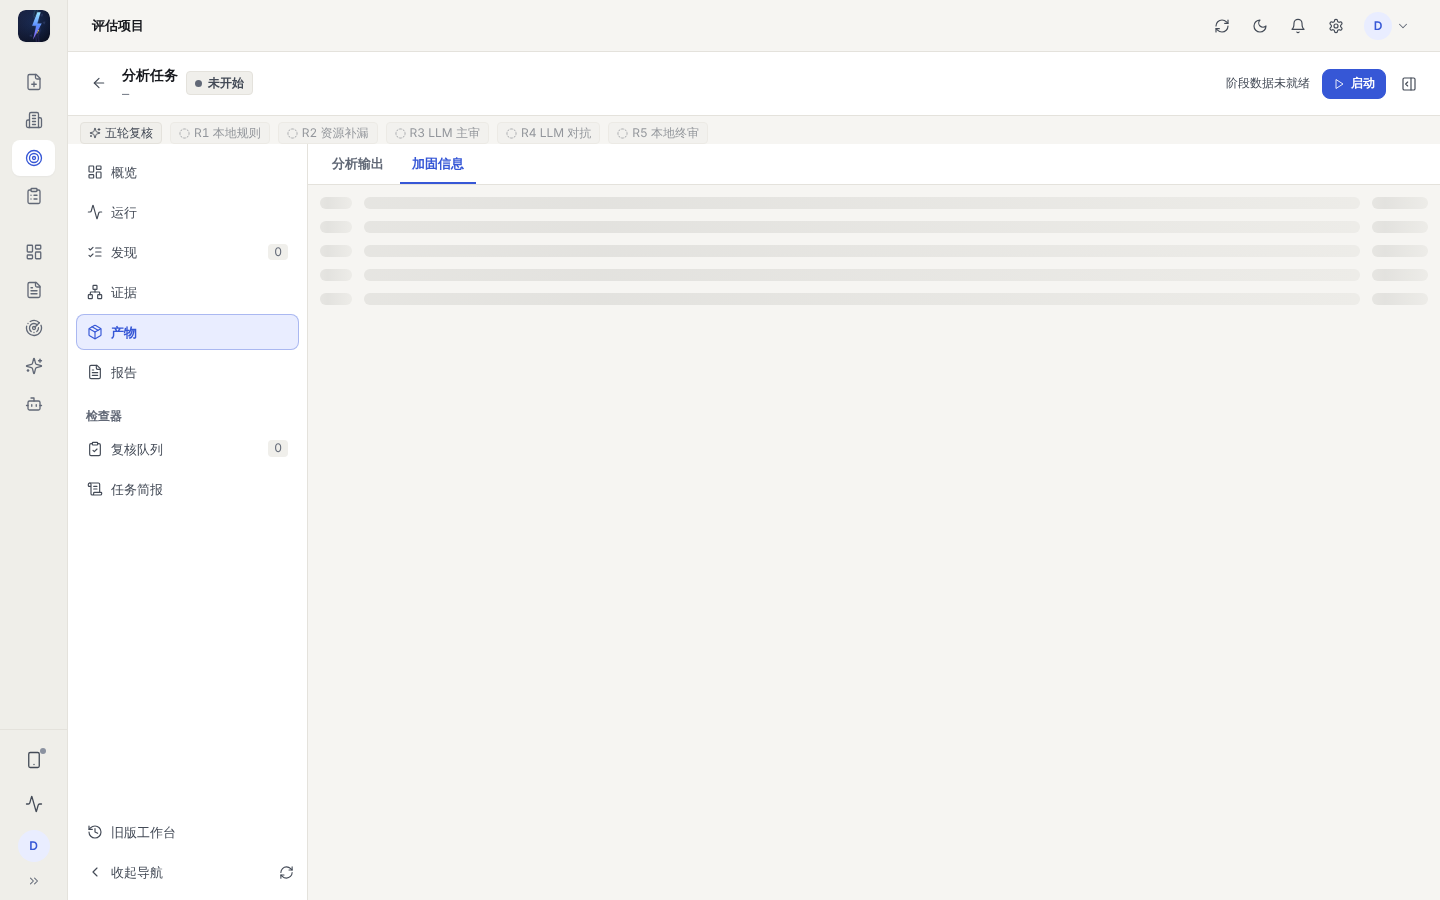 评估项目
D
分析任务
–
未开始
阶段数据未就绪
启动
五轮复核
R1 本地规则
R2 资源补漏
R3 LLM 主审
R4 LLM 对抗
R5 本地终审
概览
运行
发现 0
证据
产物
报告
检查器
复核队列 0
任务简报
旧版工作台
收起导航
分析输出
加固信息
D